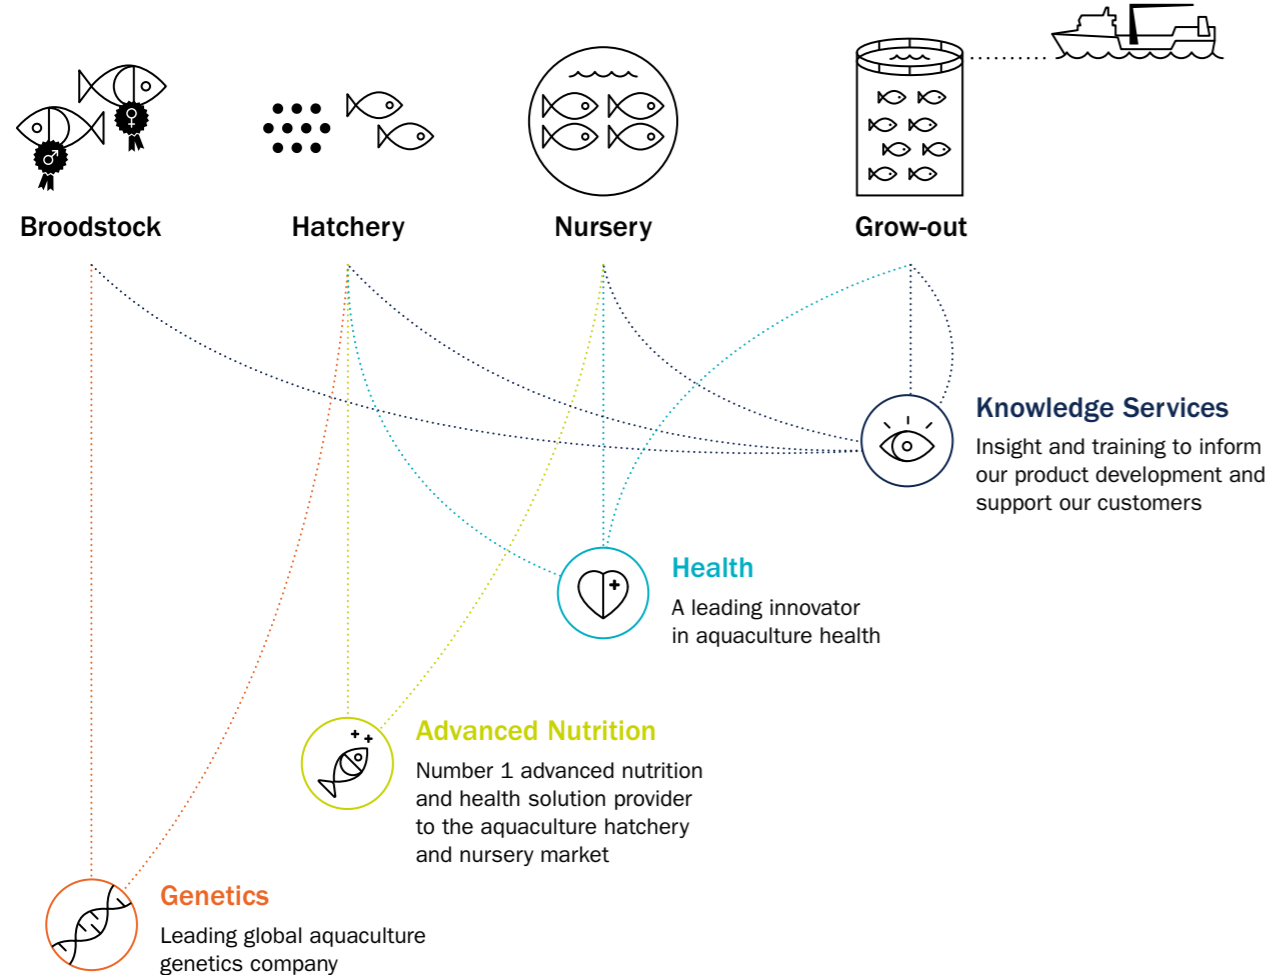 Broodstock
Hatchery
Nursery
Grow-out
Knowledge Services
Insight and training to inform
our product development and
support our customers
Health
A leading innovator
in aquaculture health
Advanced Nutrition
Number 1 advanced nutrition
and health solution provider
to the aquaculture hatchery
and nursery market
Genetics
Leading global aquaculture
genetics company